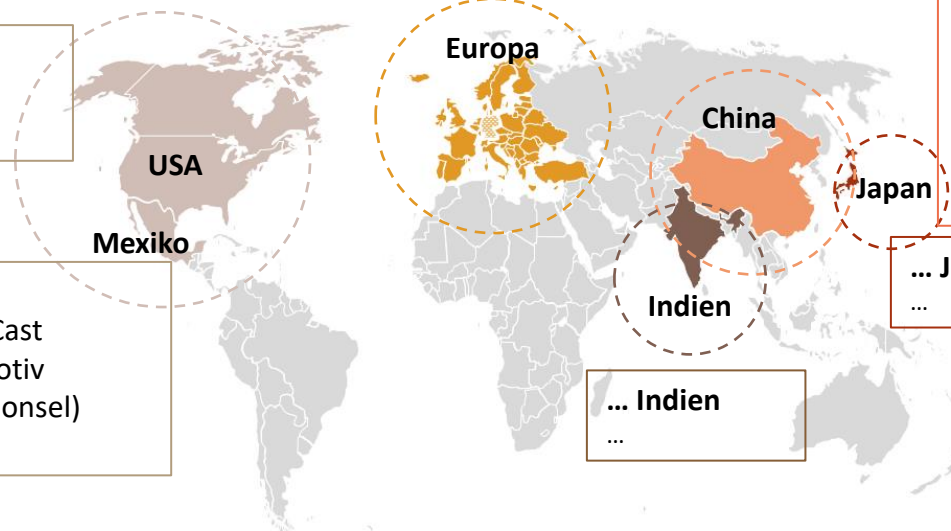 Europa
China
USA
Japan
Mexiko
Indien
... J
...
Cast
otiv
onsel)
... Indien
...